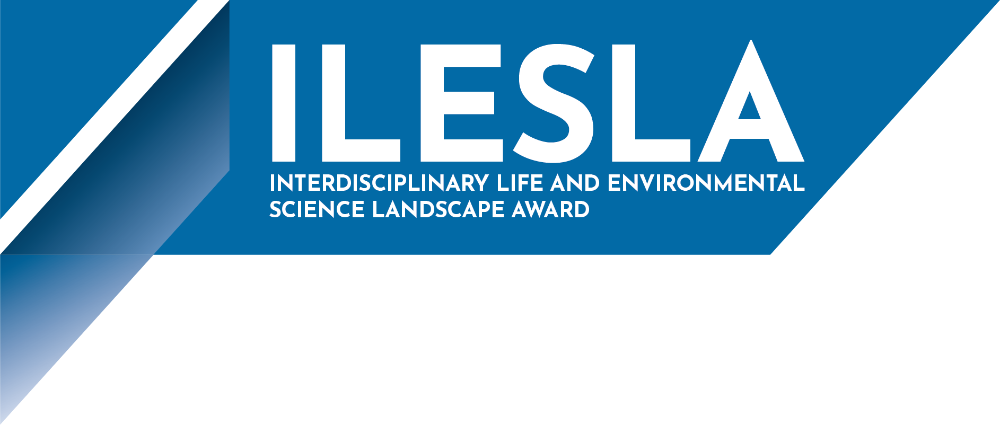 ILESLA
INTERDISCIPLINARY LIFE AND ENVIRONMENTAL
SCIENCE LANDSCAPE AWARD